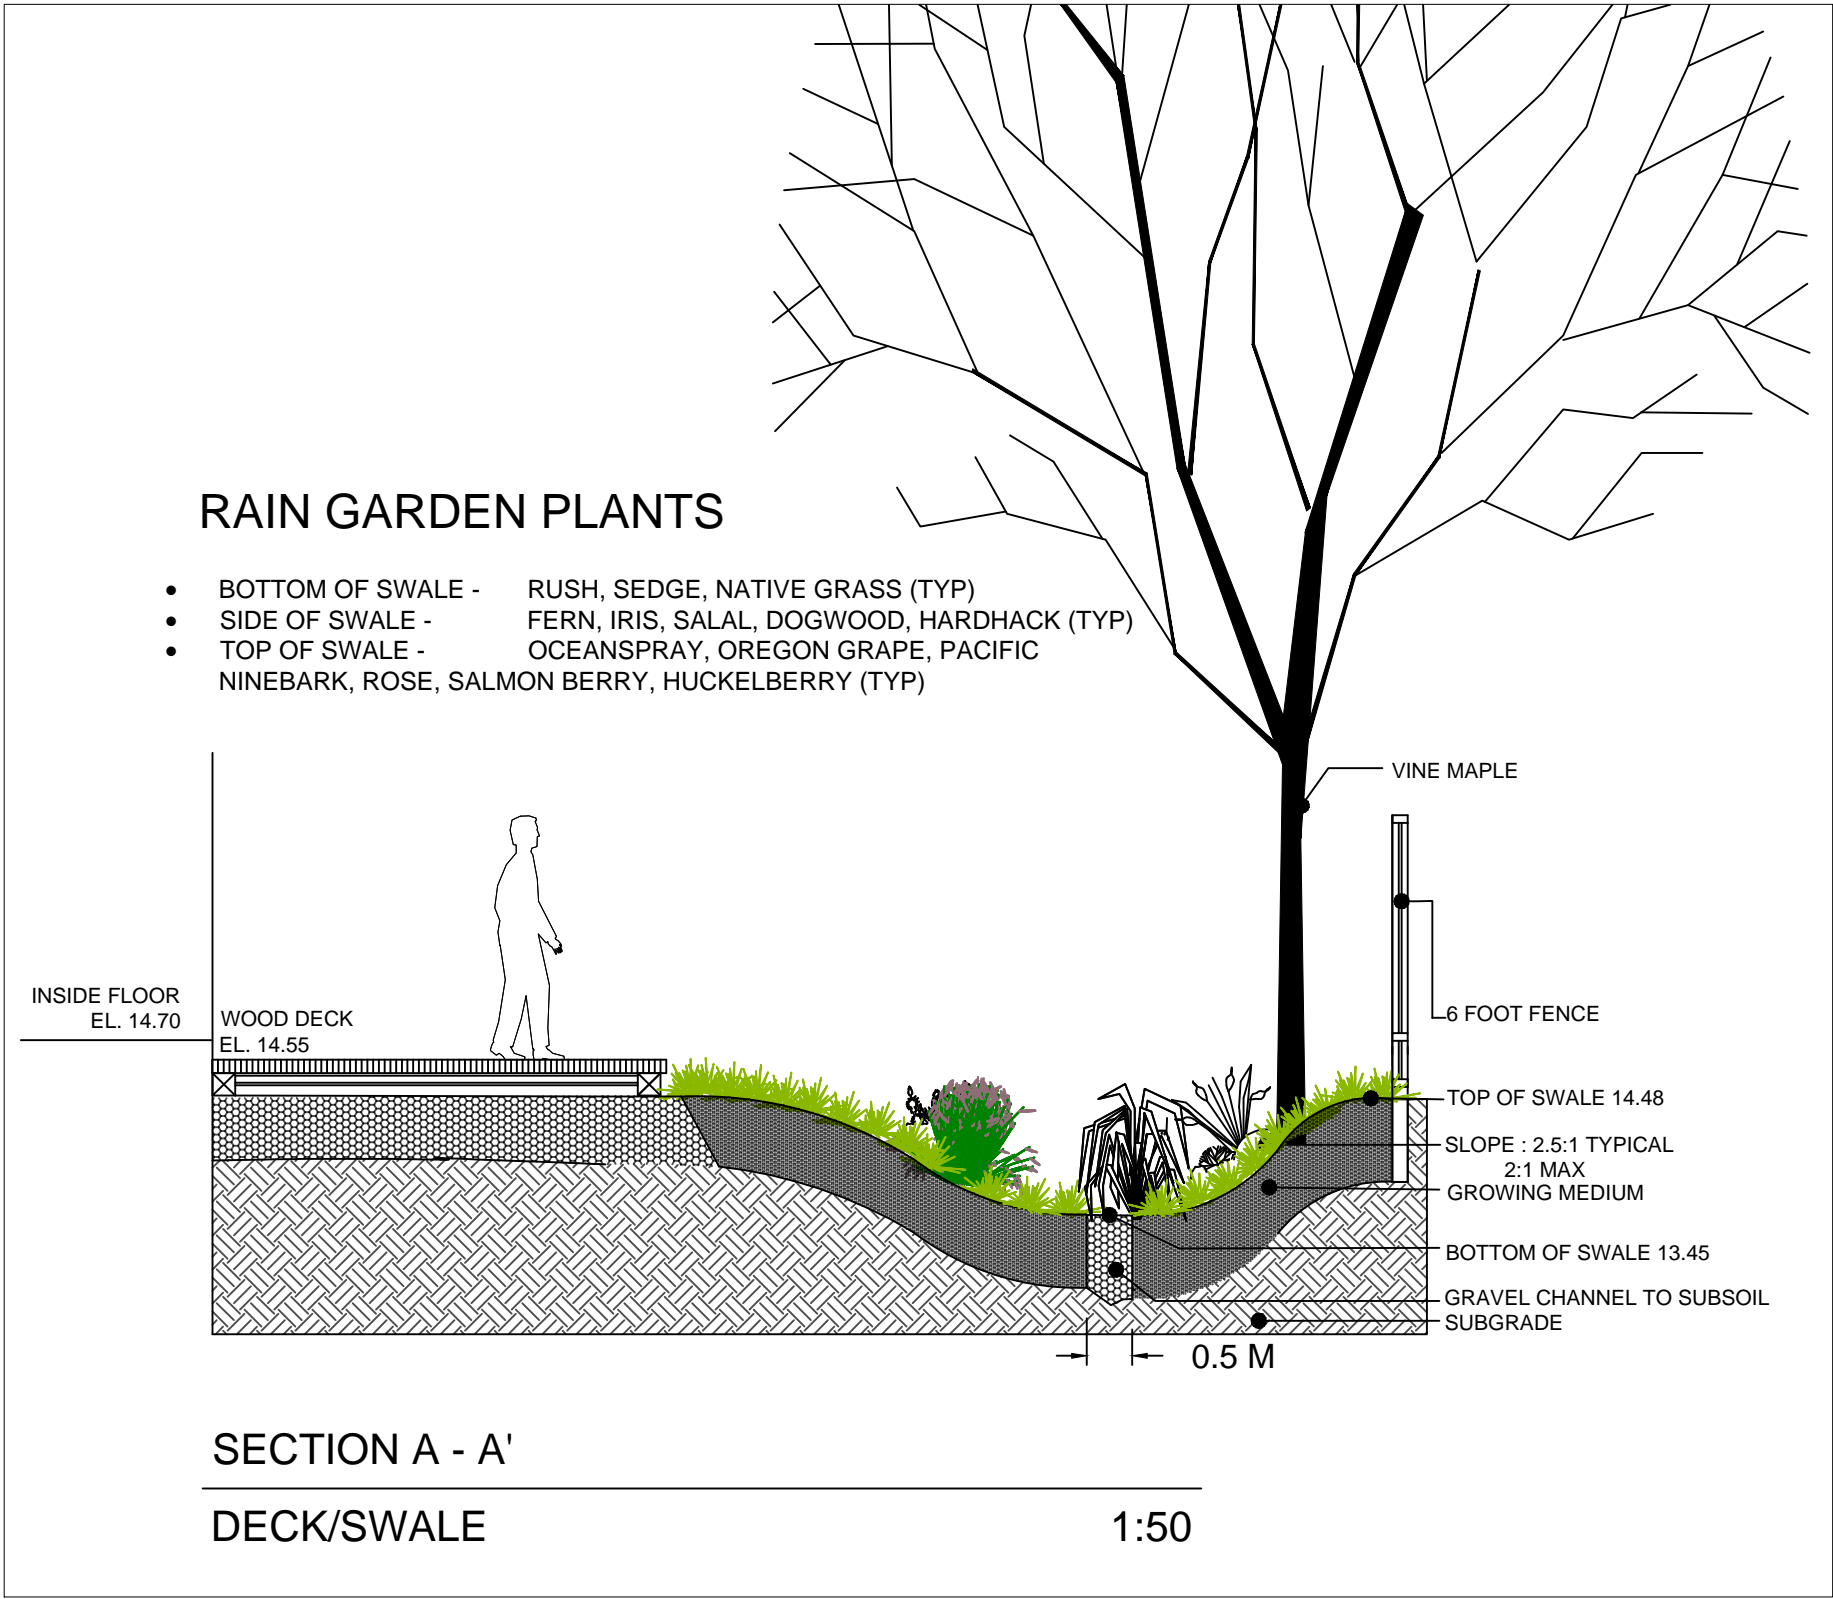 RAIN GARDEN PLANTS
• BOTTOM OF SWALE - RUSH, SEDGE, NATIVE GRASS (TYP)
• SIDE OF SWALE - FERN, IRIS, SALAL, DOGWOOD, HARDHACK (TYP)
• TOP OF SWALE - OCEANSPRAY, OREGON GRAPE, PACIFIC
NINEBARK, ROSE, SALMON BERRY, HUCKELBERRY (TYP)
VINE MAPLE
INSIDE FLOOR
EL. 14.70
WOOD DECK
EL. 14.55
6 FOOT FENCE
TOP OF SWALE 14.48
SLOPE : 2.5:1 TYPICAL
2:1 MAX
GROWING MEDIUM
BOTTOM OF SWALE 13.45
GRAVEL CHANNEL TO SUBSOIL
SUBGRADE
0.5 M
SECTION A - A'
DECK/SWALE 1:50